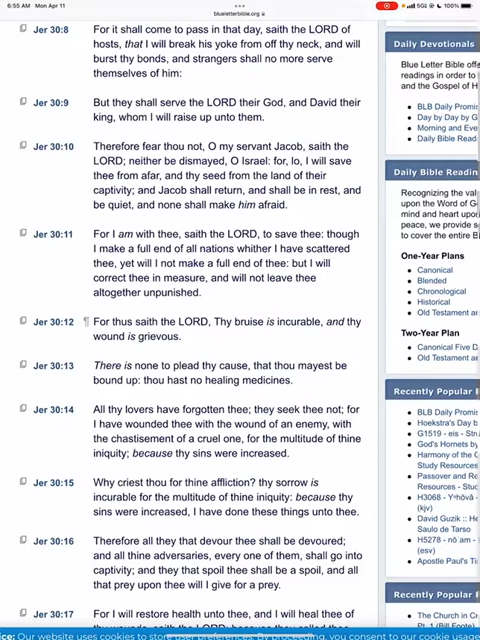 6:55 AM Mon Apr 11
•••
5GE
100%
blueletterbible.org
Jer 30:8 For it shall come to pass in that day, saith the LORD of
hosts, that I will break his yoke from off thy neck, and will
burst thy bonds, and strangers shall no more serve
themselves of him:
Jer 30:9 But they shall serve the LORD their God, and David their
king, whom I will raise up unto them.
Jer 30:10 Therefore fear thou not, O my servant Jacob, saith the
LORD; neither be dismayed, O Israel: for, lo, I will save
thee from afar, and thy seed from the land of their
captivity; and Jacob shall return, and shall be in rest, and
be quiet, and none shall make him afraid.
Jer 30:11 For I am with thee, saith the LORD, to save thee: though
I make a full end of all nations whither I have scattered
thee, yet will I not make a full end of thee: but I will
correct thee in measure, and will not leave thee
altogether unpunished.
Jer 30:12 ¶ For thus saith the LORD, Thy bruise is incurable, and thy
wound is grievous.
Jer 30:13 There is none to plead thy cause, that thou mayest be
bound up: thou hast no healing medicines.
Jer 30:14 All thy lovers have forgotten thee; they seek thee not; for
I have wounded thee with the wound of an enemy, with
the chastisement of a cruel one, for the multitude of thine
iniquity; because thy sins were increased.
Jer 30:15 Why criest thou for thine affliction? thy sorrow is
incurable for the multitude of thine iniquity: because thy
sins were increased, I have done these things unto thee.
Jer 30:16 Therefore all they that devour thee shall be devoured;
and all thine adversaries, every one of them, shall go into
captivity; and they that spoil thee shall be a spoil, and all
that prey upon thee will I give for a prey.
Jer 30:17 For I will restore health unto thee, and I will heal thee of
Daily Devotionals
Blue Letter Bible offe
readings in order to
and the Gospel of H
• BLB Daily Promis
• Day by Day by G
• Morning and Eve
• Daily Bible Read
Daily Bible Readin
Recognizing the val
upon the Word of G
mind and heart upon
peace, we provide s
to cover the entire B
One-Year Plans
• Canonical
• Blended
• Chronological
• Historical
• Old Testament an
Two-Year Plan
• Canonical Five D
• Old Testament an
Recently Popular
• BLB Daily Promis
• Hoekstra's Day b
• G1519 - eis - Str
• God's Hornets by
• Harmony of the G
Study Resources
• Passover and Re
Resources - Stud
• H3068 - Yᵊhōvâ -
(kjv)
• David Guzik :: He
Saulo de Tarso
• H5278 - nōʿam -
(esv)
• Apostle Paul's Ti
Recently Popular
• The Church in Cr
ice: Our website uses cookies to store user preferences. By proceeding, you consent to our cookie usage